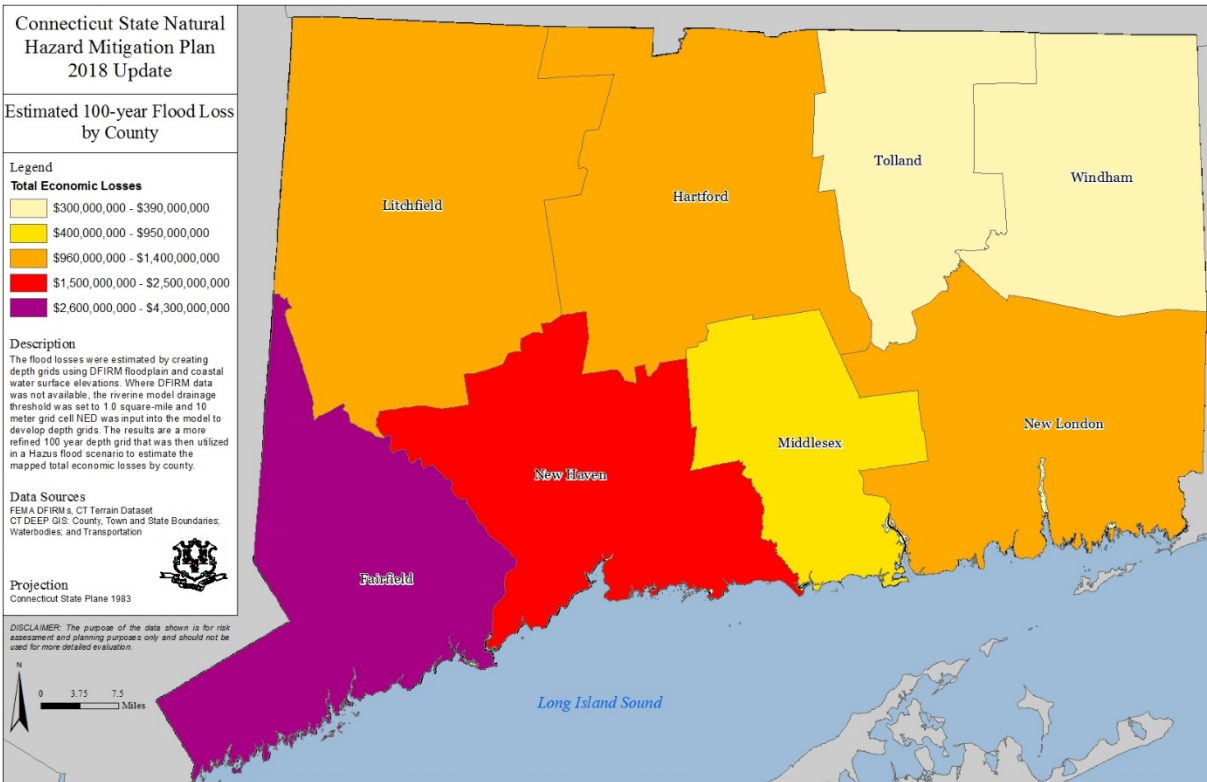 Connecticut State Natural
Hazard Mitigation Plan
2018 Update
Estimated 100-year Flood Loss
by County
Legend
Total Economic Losses
$300,000,000 - $390,000,000
$400,000,000 - $950,000,000
$960,000,000 - $1,400,000,000
$1,500,000,000 - $2,500,000,000
$2,600,000,000 - $4,300,000,000
Description
The flood losses were estimated by creating
depth grids using DFIRM floodplain and coastal
water surface elevations. Where DFIRM data
was not available, the riverine model drainage
threshold was set to 1.0 square-mile and 10
meter grid cell NED was input into the model to
develop depth grids. The results are a more
refined 100 year depth grid that was then utilized
in a Hazus flood scenario to estimate the
mapped total economic losses by county.
Data Sources
FEMA DFIRMs, CT Terrain Dataset
CT DEEP GIS: County, Town and State Boundaries;
Waterbodies; and Transportation
Projection
Connecticut State Plane 1983
DISCLAIMER: The purpose of the data shown is for risk
assessment and planning purposes only and should not be
used for more detailed evaluation.
N
0 3.75 7.5
Miles
Litchfield
Hartford
Tolland
Windham
New London
Middlesex
New Haven
Fairfield
Long Island Sound